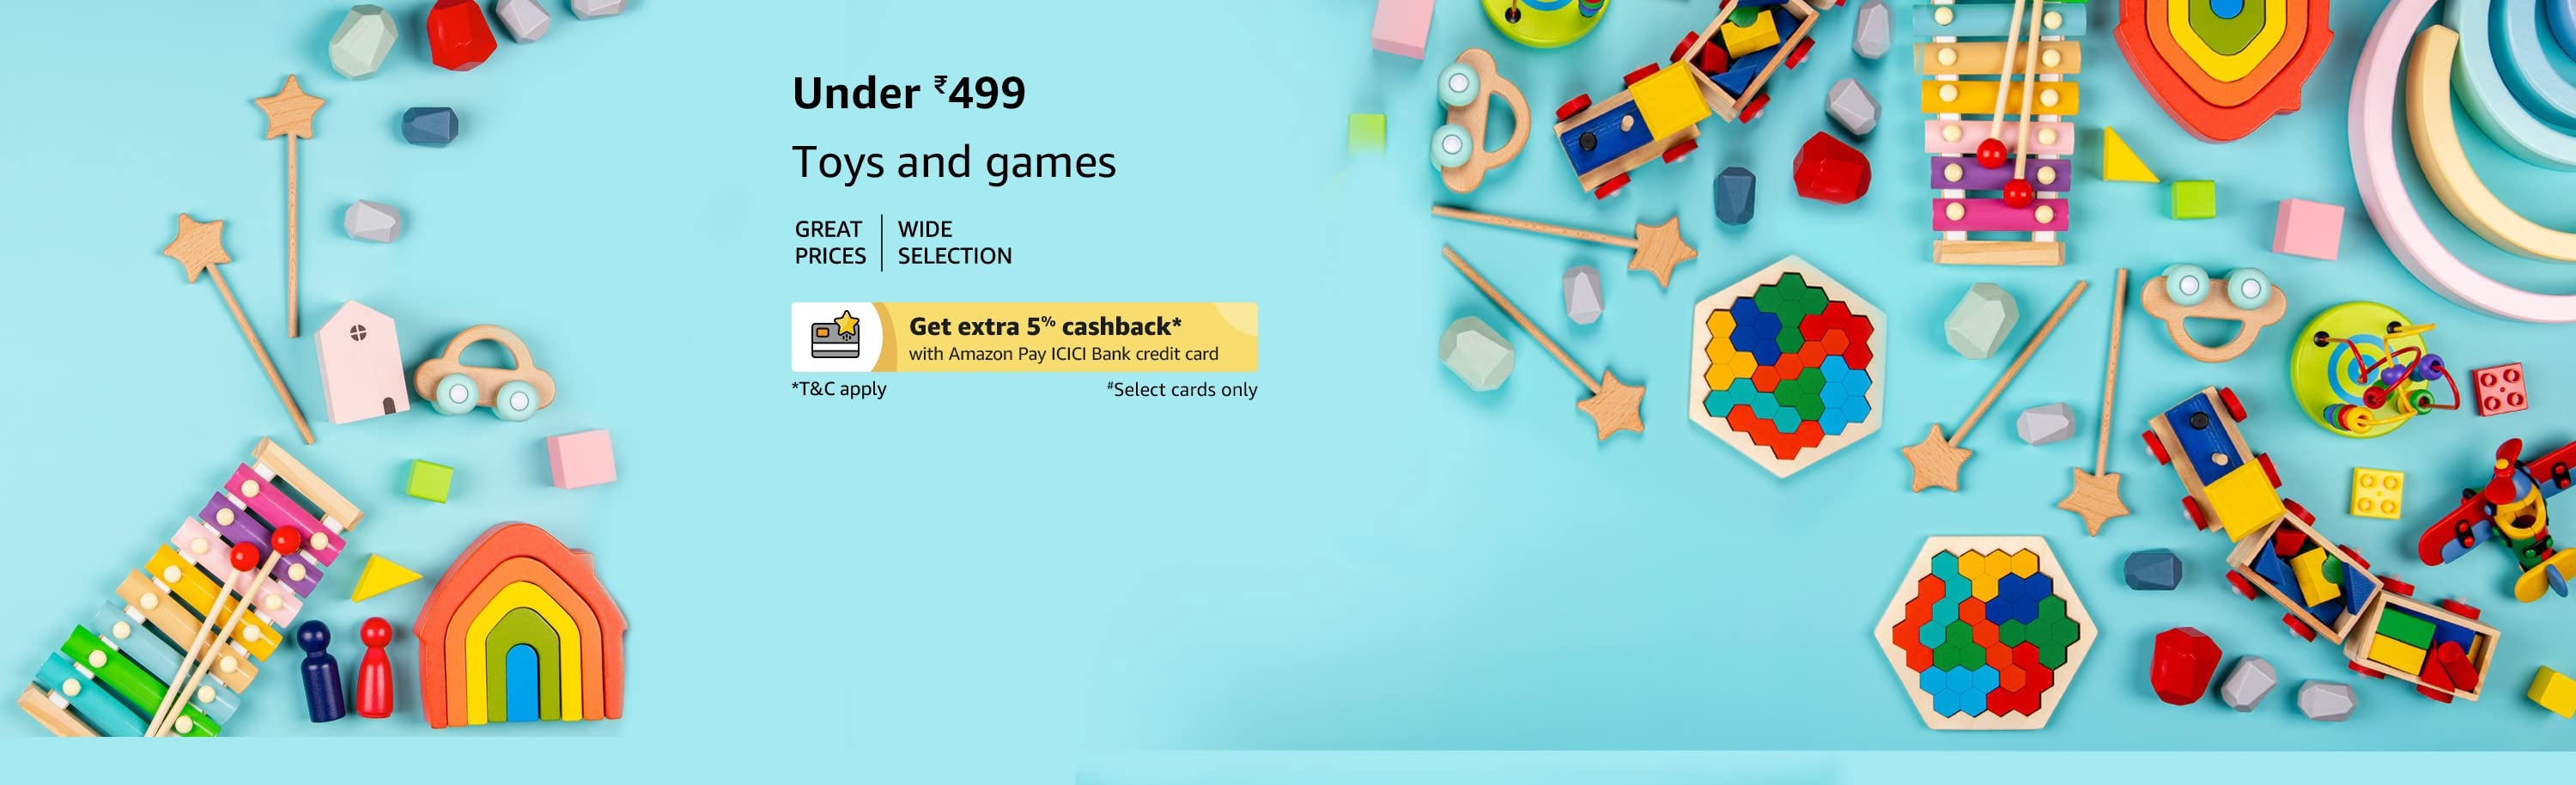 Under ₹499
Toys and games
GREAT PRICES | WIDE SELECTION
Get extra 5% cashback*
with Amazon Pay ICICI Bank credit card
*T&C apply
#Select cards only